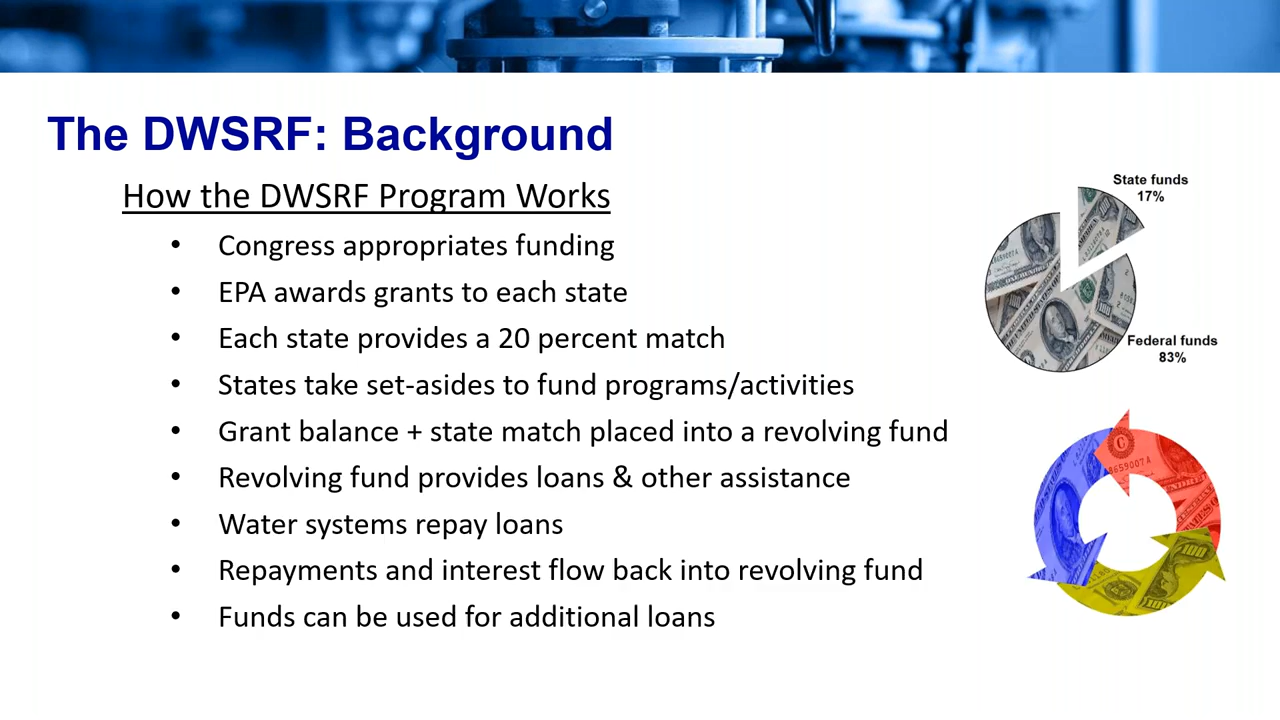 The DWSRF: Background
How the DWSRF Program Works
• Congress appropriates funding
• EPA awards grants to each state
• Each state provides a 20 percent match
• States take set-asides to fund programs/activities
• Grant balance + state match placed into a revolving fund
• Revolving fund provides loans & other assistance
• Water systems repay loans
• Repayments and interest flow back into revolving fund
• Funds can be used for additional loans
State funds
17%
Federal funds
83%